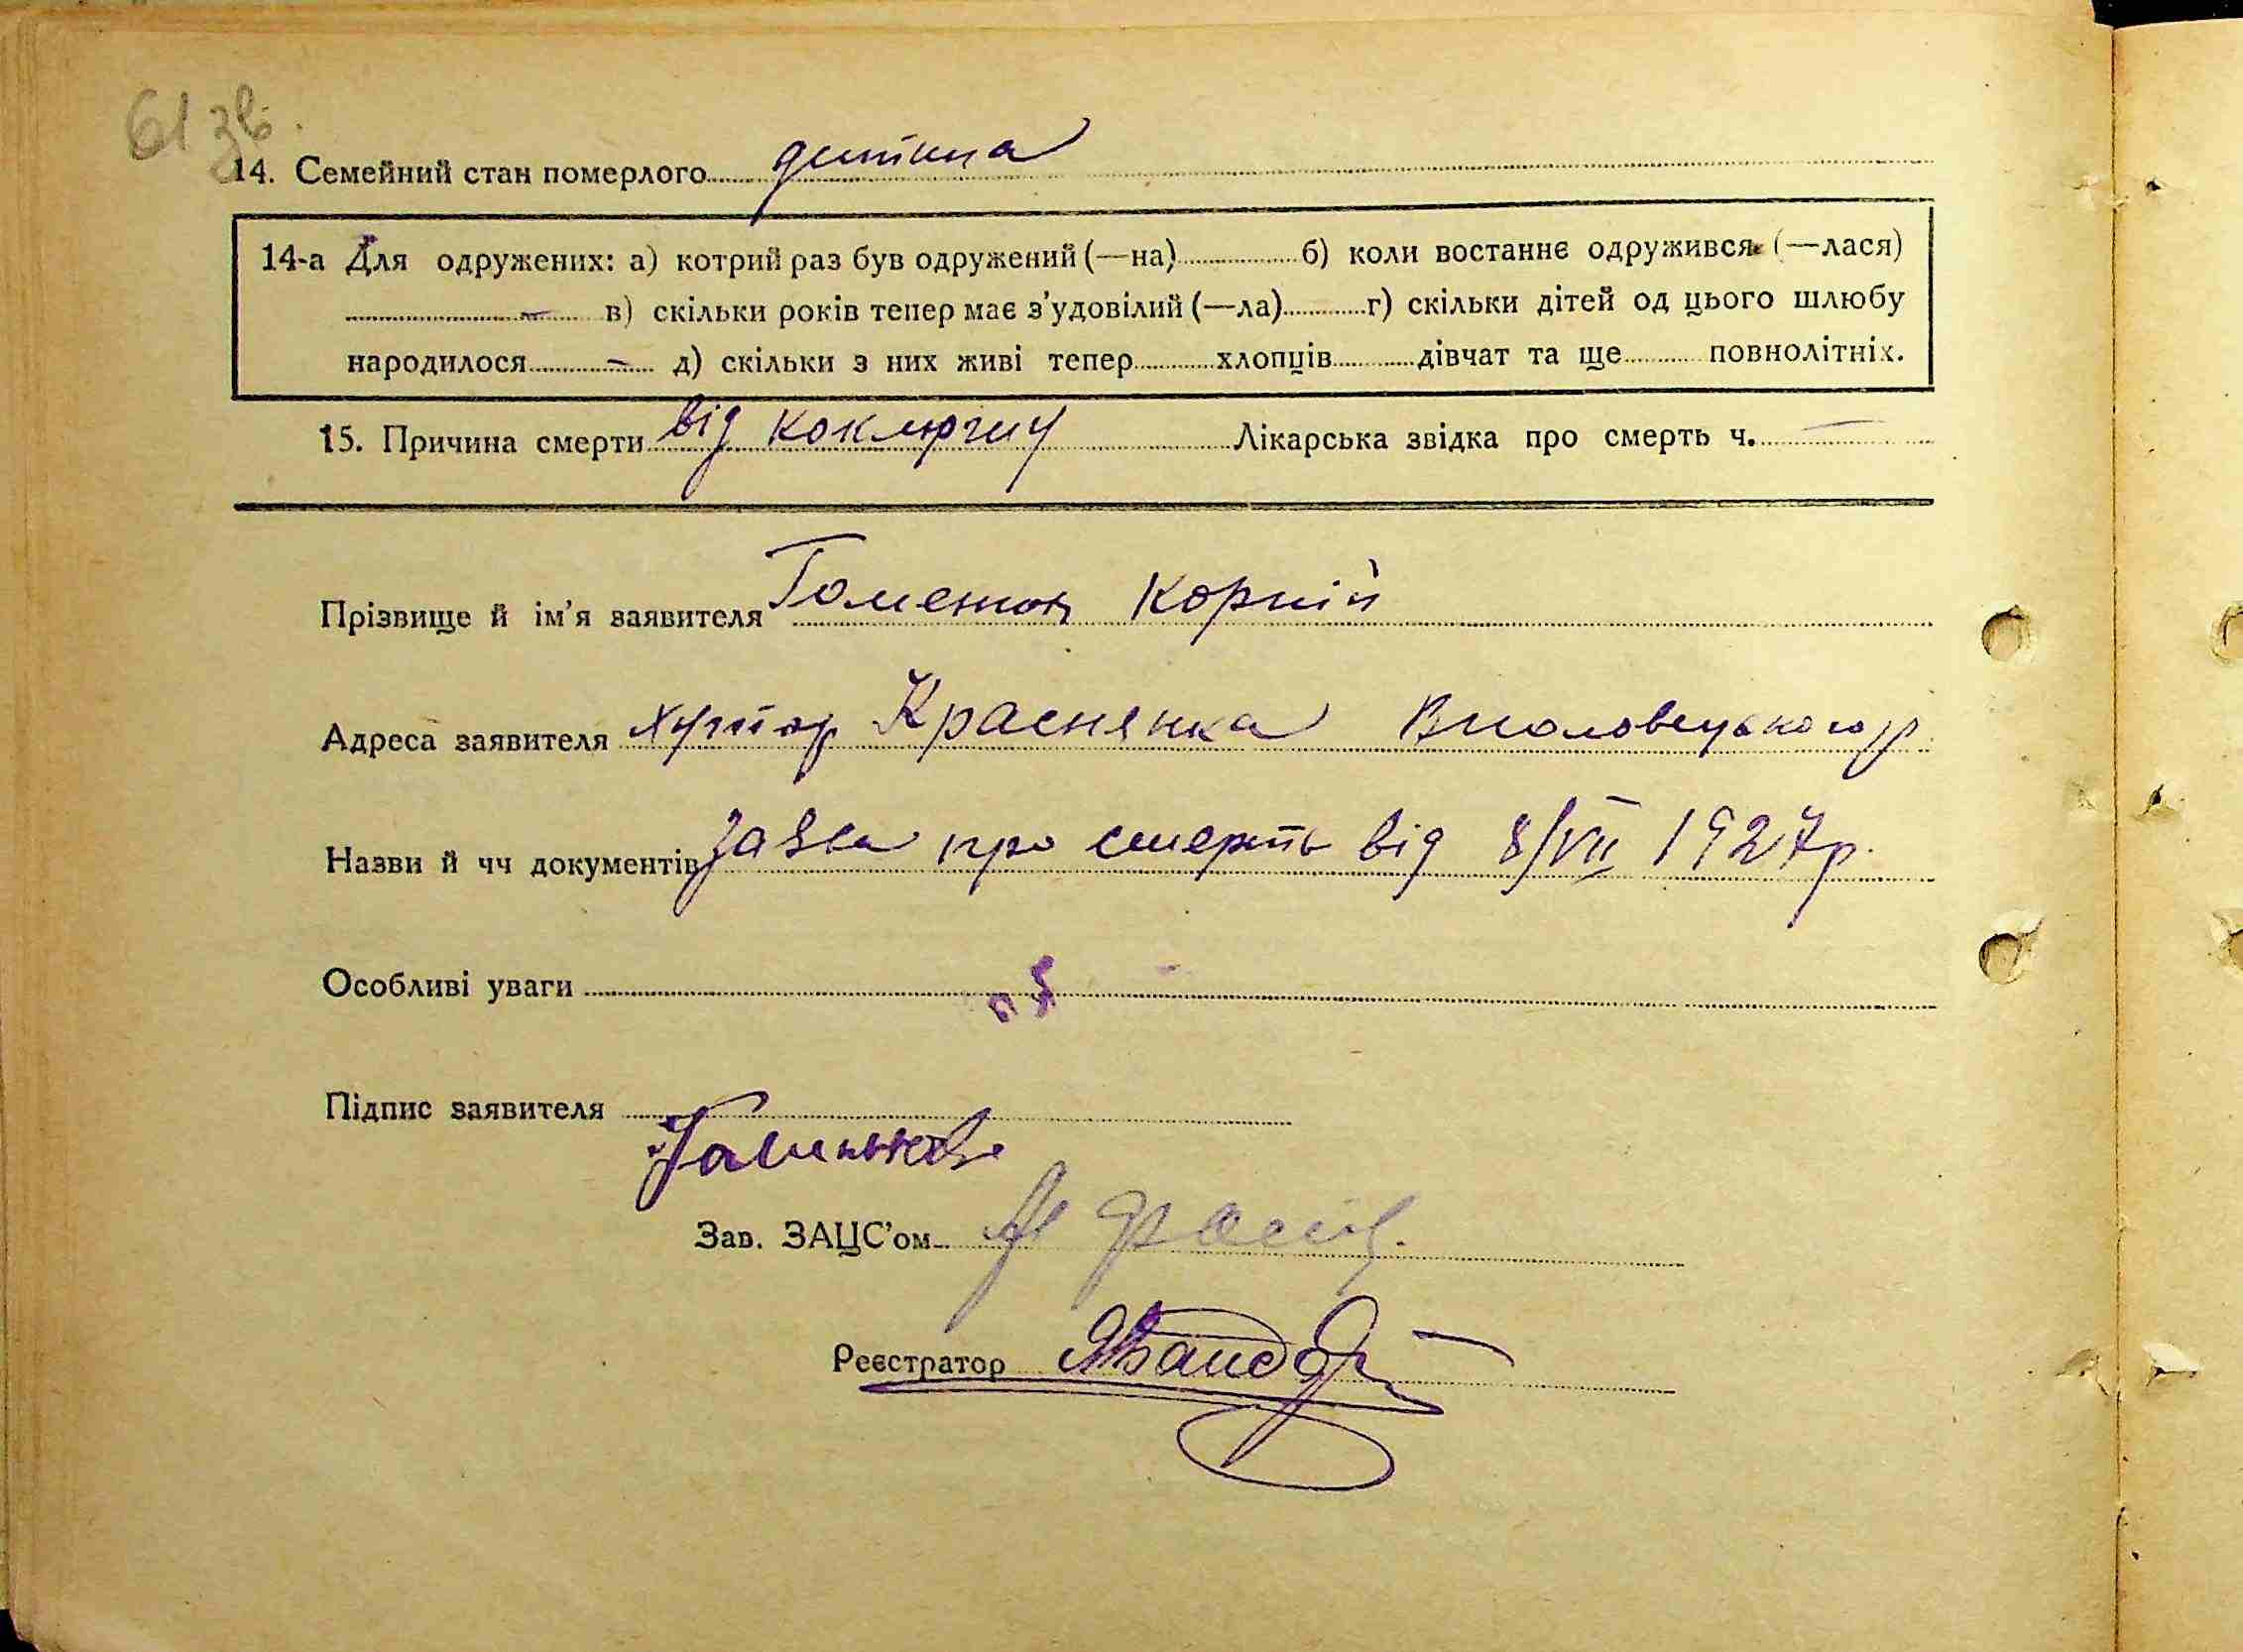 61 зв.
14. Семейний стан померлого дитина
14-а Для одружених: а) котрий раз був одружений (—на) б) коли востаннє одружився (—лася)
в) скільки років тепер має з’удовілий (—ла) г) скільки дітей од цього шлюбу
народилося — д) скільки з них живі тепер хлопців дівчат та ще повнолітніх.
15. Причина смерти від коклюшу Лікарська звідка про смерть ч. —
Прізвище й ім’я заявителя Гоменюк Корній
Адреса заявителя хутор Краснянка
Назви й чч документів заява про смерть від 8/VII 1927 р.
Особливі уваги
Підпис заявителя
Зав. ЗАЦС’ом
Реєстратор